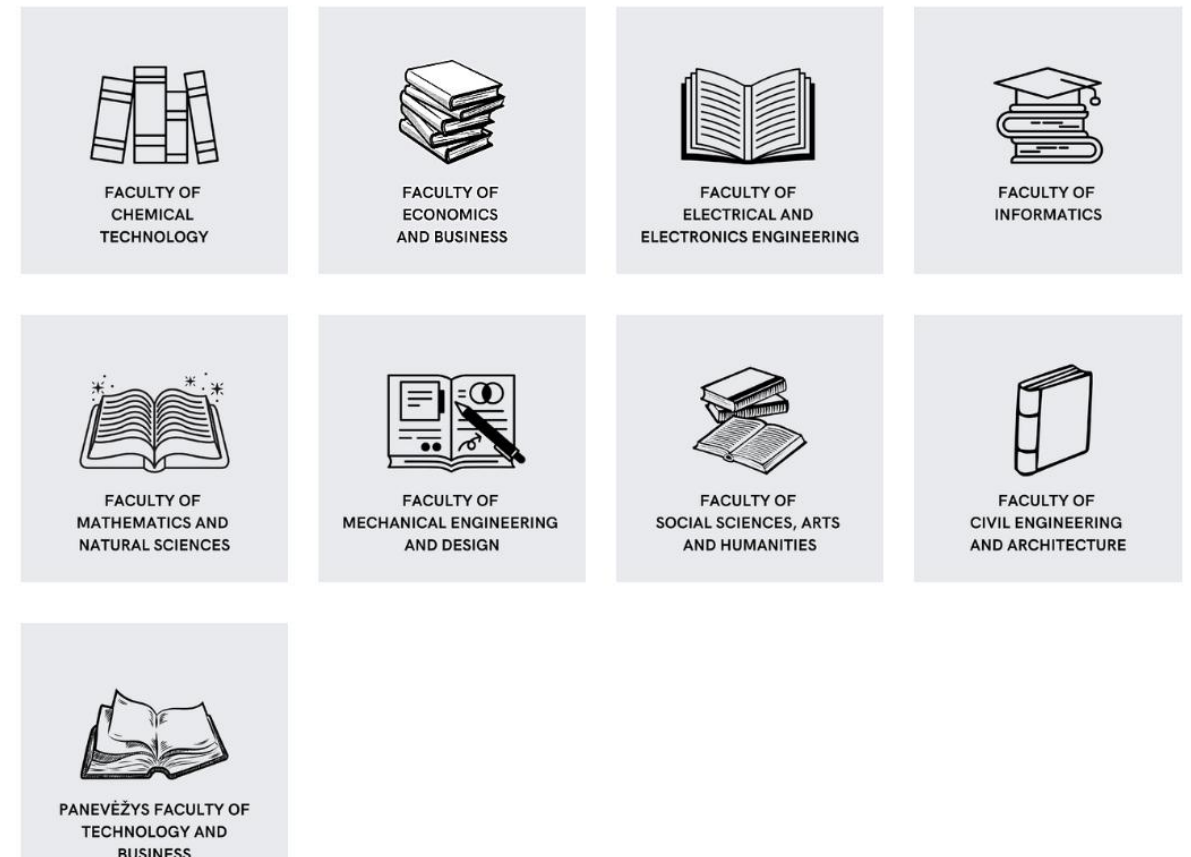 FACULTY OF
CHEMICAL
TECHNOLOGY
FACULTY OF
ECONOMICS
AND BUSINESS
FACULTY OF
ELECTRICAL AND
ELECTRONICS ENGINEERING
FACULTY OF
INFORMATICS
FACULTY OF
MATHEMATICS AND
NATURAL SCIENCES
FACULTY OF
MECHANICAL ENGINEERING
AND DESIGN
FACULTY OF
SOCIAL SCIENCES, ARTS
AND HUMANITIES
FACULTY OF
CIVIL ENGINEERING
AND ARCHITECTURE
PANEVĖŽYS FACULTY OF
TECHNOLOGY AND
BUSINESS